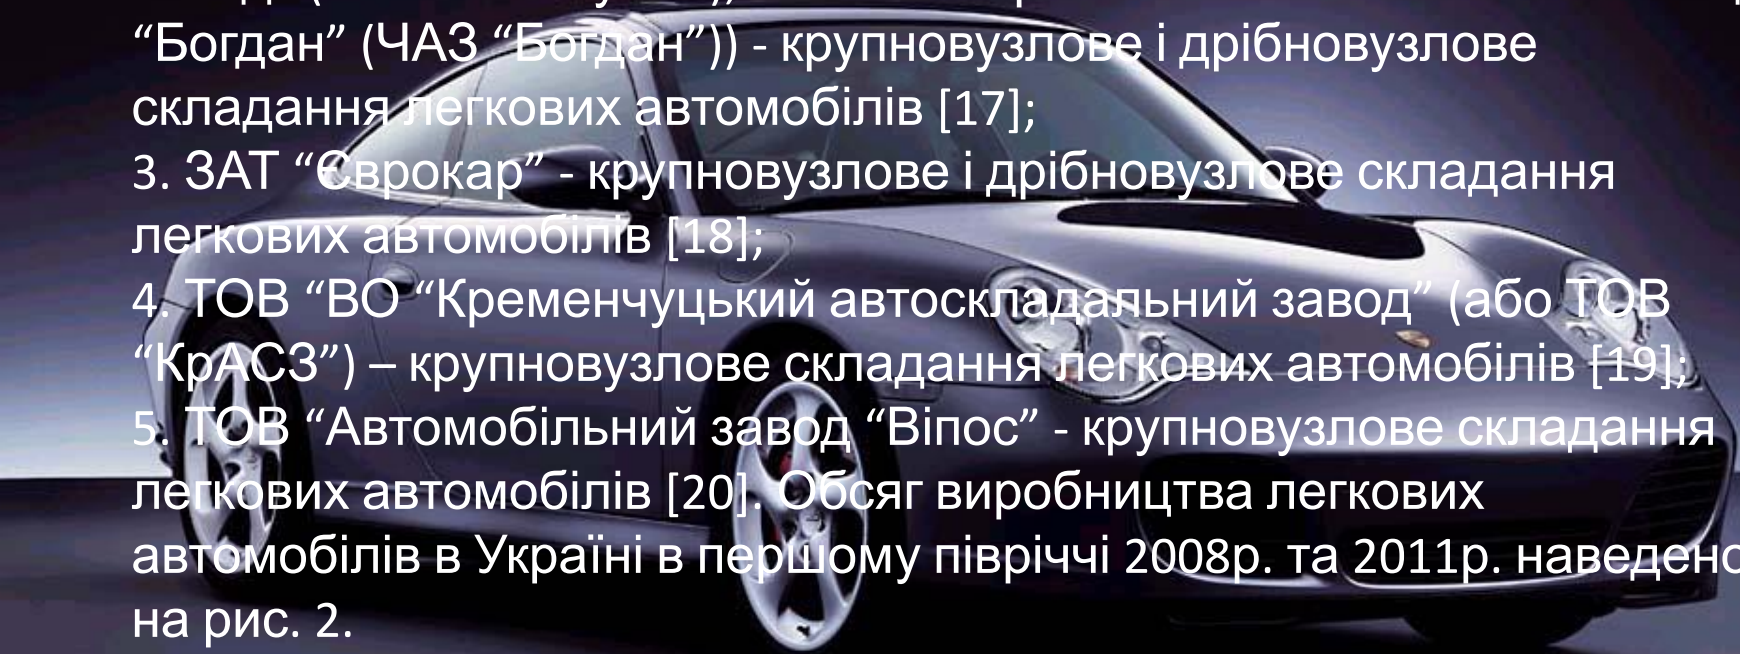 “Богдан” (ЧАЗ “Богдан”)) - крупновузлове і дрібновузлове
складання легкових автомобілів [17];
3. ЗАТ “Єврокар” - крупновузлове і дрібновузлове складання
легкових автомобілів [18];
4. ТОВ “ВО “Кременчуцький автоскладальний завод” (або ТОВ
“КрАСЗ”) – крупновузлове складання легкових автомобілів [19];
5. ТОВ “Автомобільний завод “Віпос” - крупновузлове складання
легкових автомобілів [20]. Обсяг виробництва легкових
автомобілів в Україні в першому півріччі 2008р. та 2011р. наведено
на рис. 2.